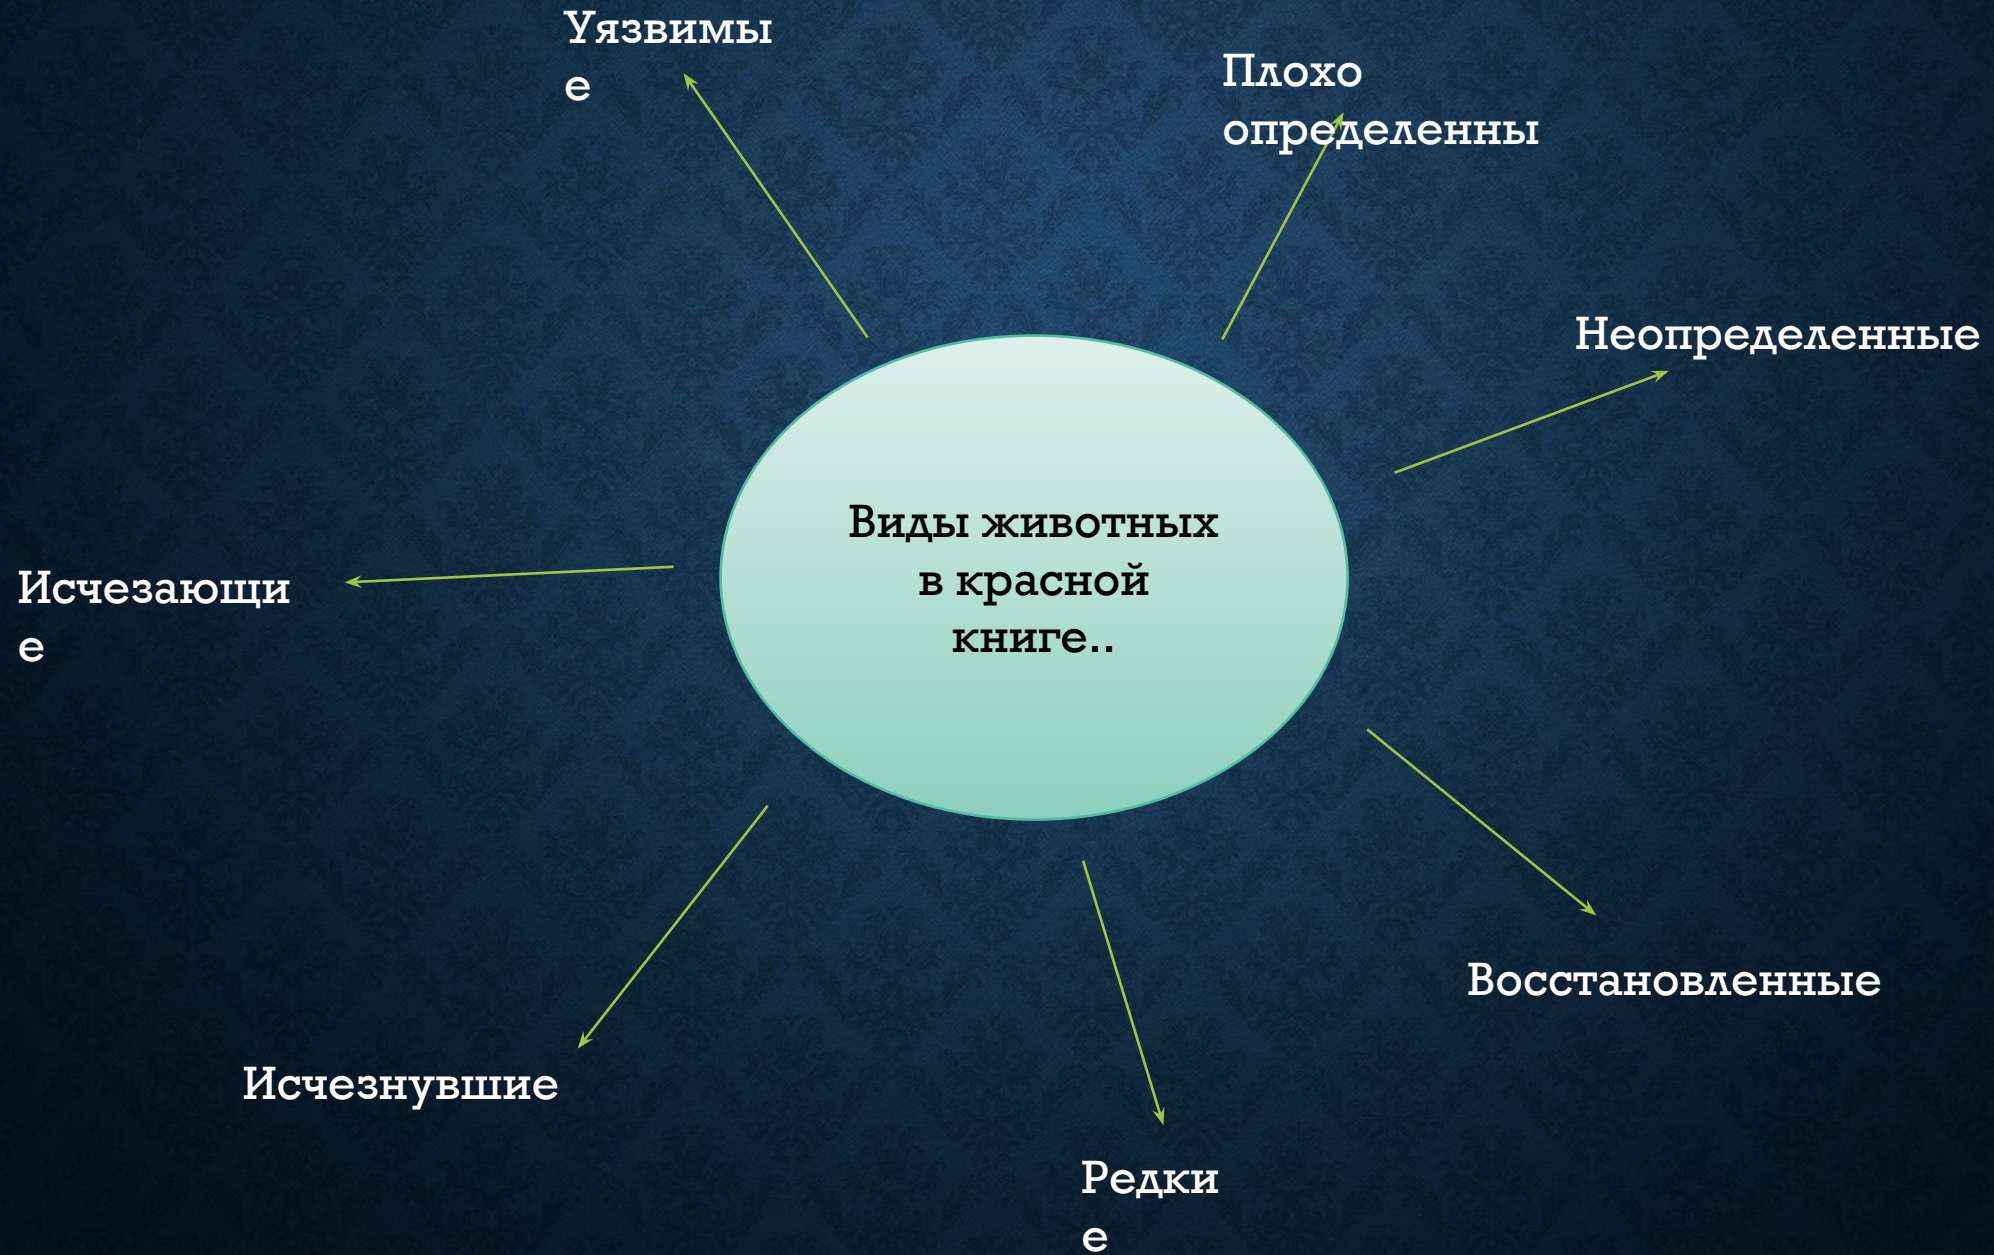 Уязвимы
е
Плохо
определенны
Неопределенные
Виды животных
в красной
книге..
Исчезающи
е
Восстановленные
Исчезнувшие
Редки
е